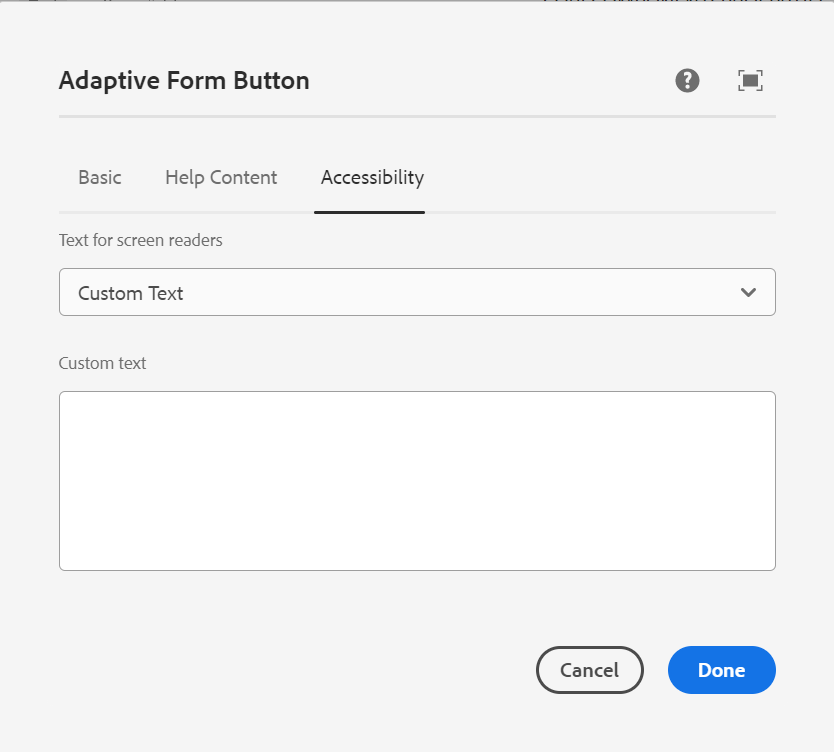 Adaptive Form Button
Basic Help Content Accessibility
Text for screen readers
Custom Text
Custom text
Cancel Done